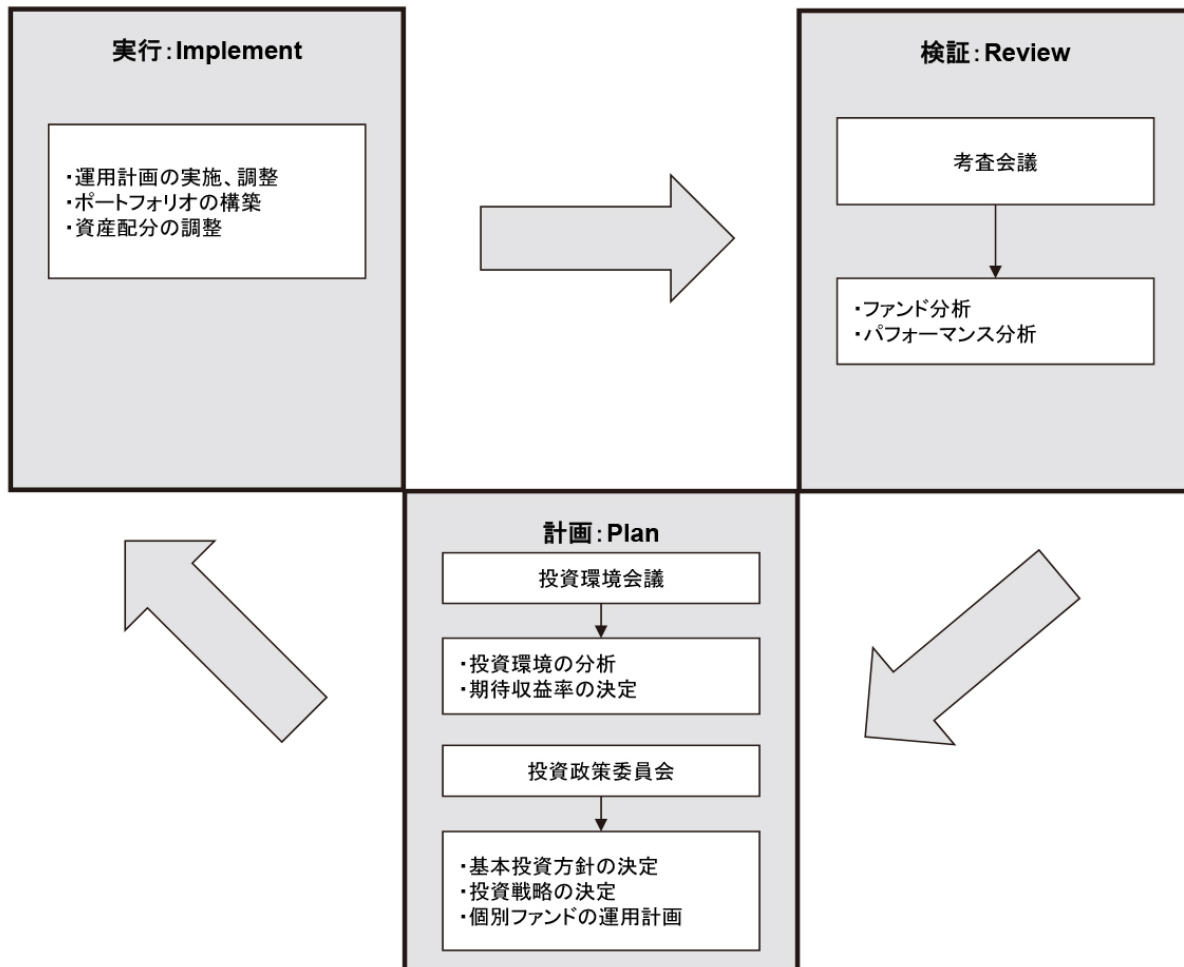 実行：Implement
・運用計画の実施、調整
・ポートフォリオの構築
・資産配分の調整
検証：Review
考査会議
・ファンド分析
・パフォーマンス分析
計画：Plan
投資環境会議
・投資環境の分析
・期待収益率の決定
投資政策委員会
・基本投資方針の決定
・投資戦略の決定
・個別ファンドの運用計画